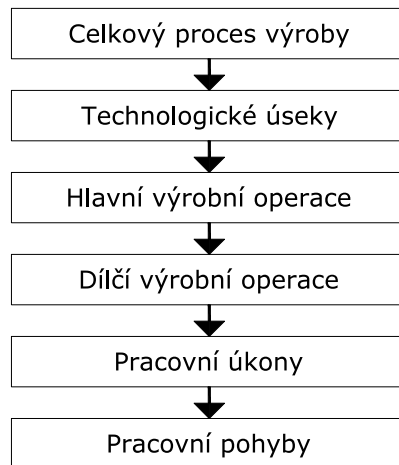 Celkový proces výroby
Technologické úseky
Hlavní výrobní operace
Dílčí výrobní operace
Pracovní úkony
Pracovní pohyby